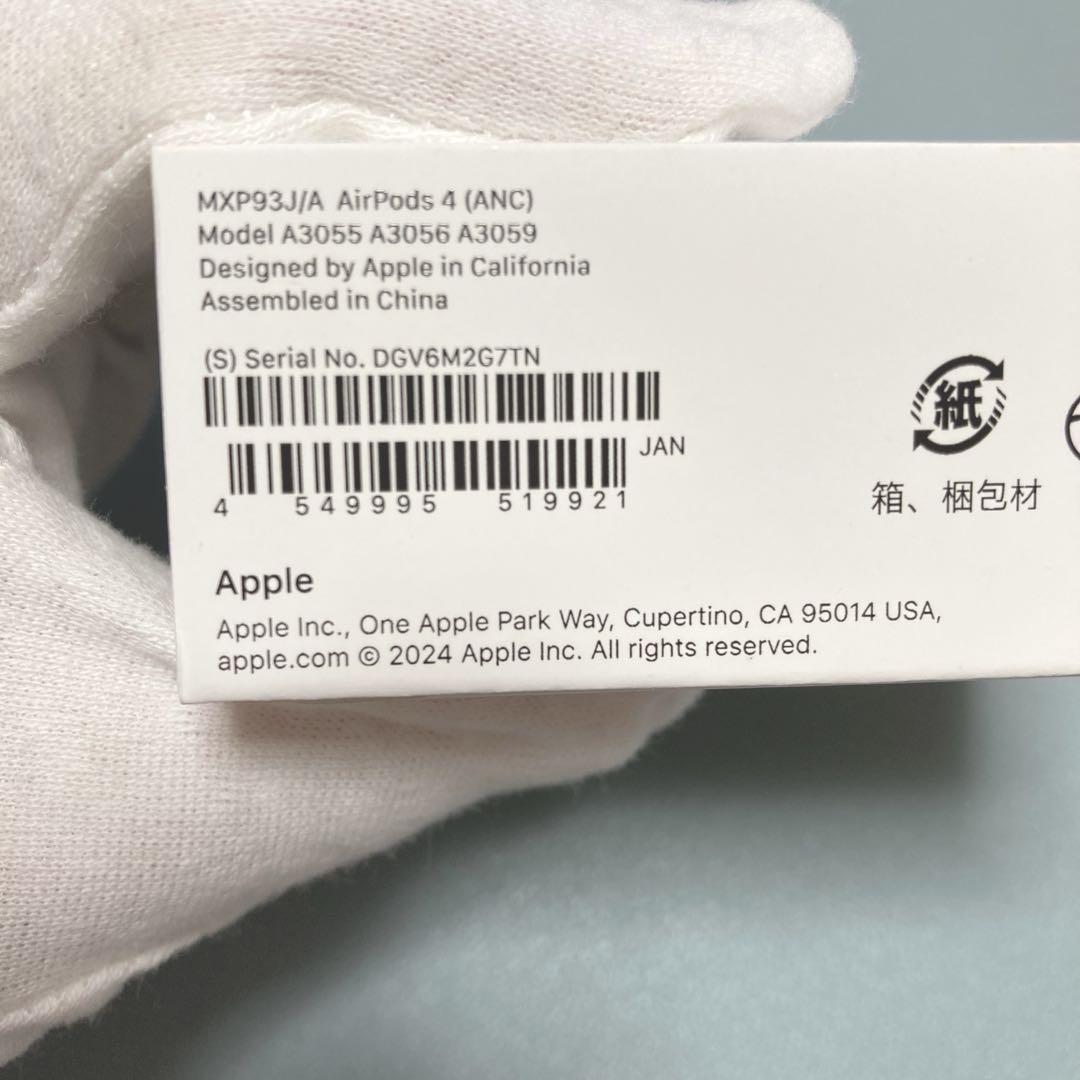 MXP93J/A AirPods 4 (ANC)
Model A3055 A3056 A3059
Designed by Apple in California
Assembled in China
(S) Serial No. DGV6M2G7TN
JAN
4 549995 519921
紙
箱、梱包材
Apple
Apple Inc., One Apple Park Way, Cupertino, CA 95014 USA,
apple.com © 2024 Apple Inc. All rights reserved.